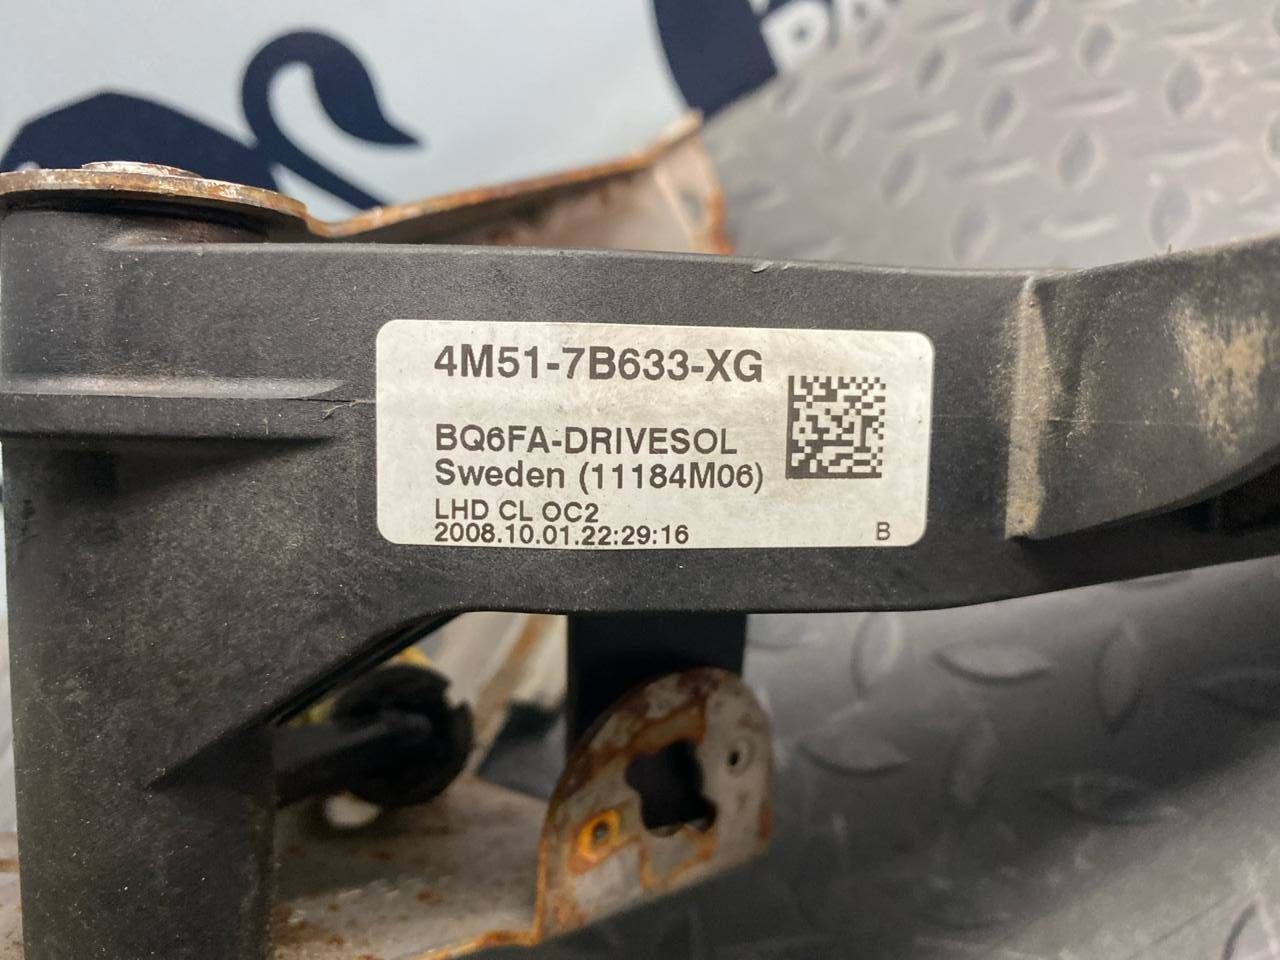 4M51-7B633-XG
BQ6FA-DRIVESOL
Sweden (11184M06)
LHD CL OC2
2008.10.01.22:29:16
B